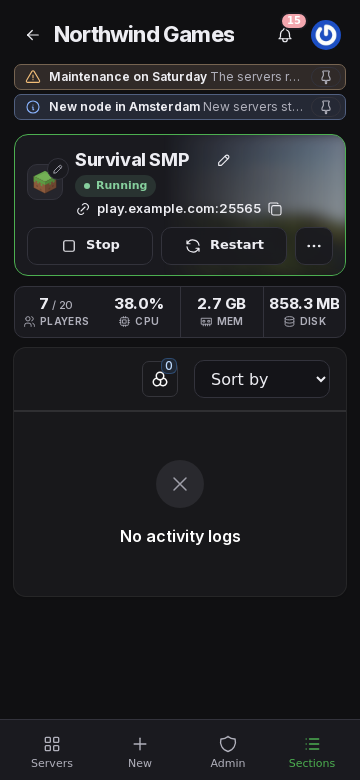 Northwind Games
15
Maintenance on Saturday The servers r...
New node in Amsterdam New servers st...
Survival SMP
Running
play.example.com:25565
Stop
Restart
7 / 20
PLAYERS
38.0%
CPU
2.7 GB
MEM
858.3 MB
DISK
0
Sort by
No activity logs
Servers
New
Admin
Sections